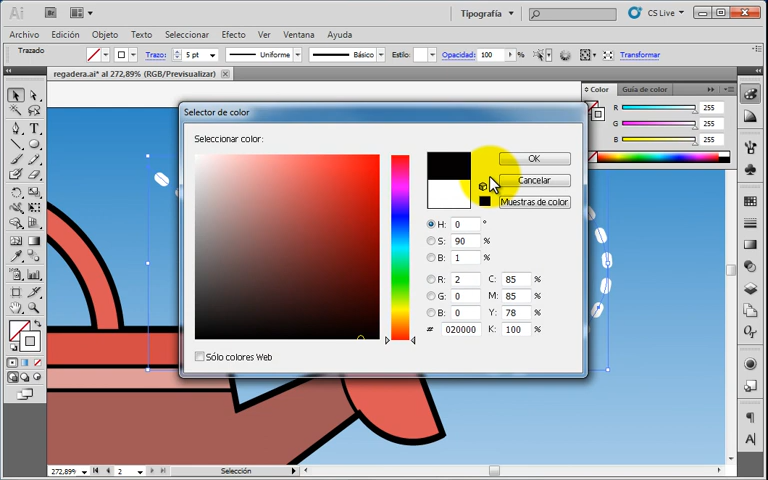 Ai Br Tipografía CS Live
Archivo Edición Objeto Texto Seleccionar Efecto Ver Ventana Ayuda
Trazado Trazo: 5 pt Uniforme Básico Estilo: Opacidad: 100 % Transformar
regadera.ai* al 272,89% (RGB/Previsualizar)
Color Guía de color
R 255
G 255
B 255
Selector de color
Seleccionar color:
OK
Cancelar
Muestras de color
H: 0 °
S: 90 %
B: 1 %
R: 2 C: 85 %
G: 0 M: 85 %
B: 0 Y: 78 %
# 020000 K: 100 %
Sólo colores Web
272,89% 2 Selección